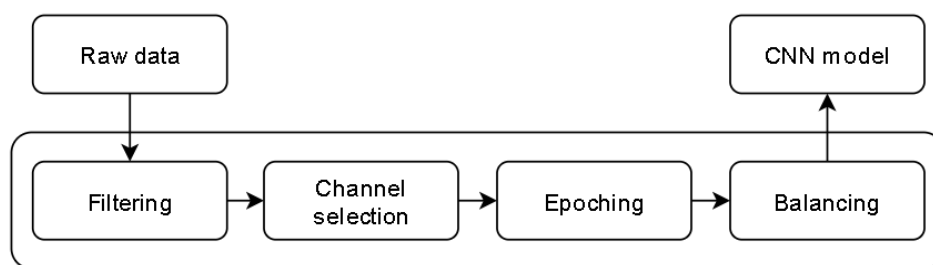 Raw data
CNN model
Filtering
Channel
selection
Epoching
Balancing